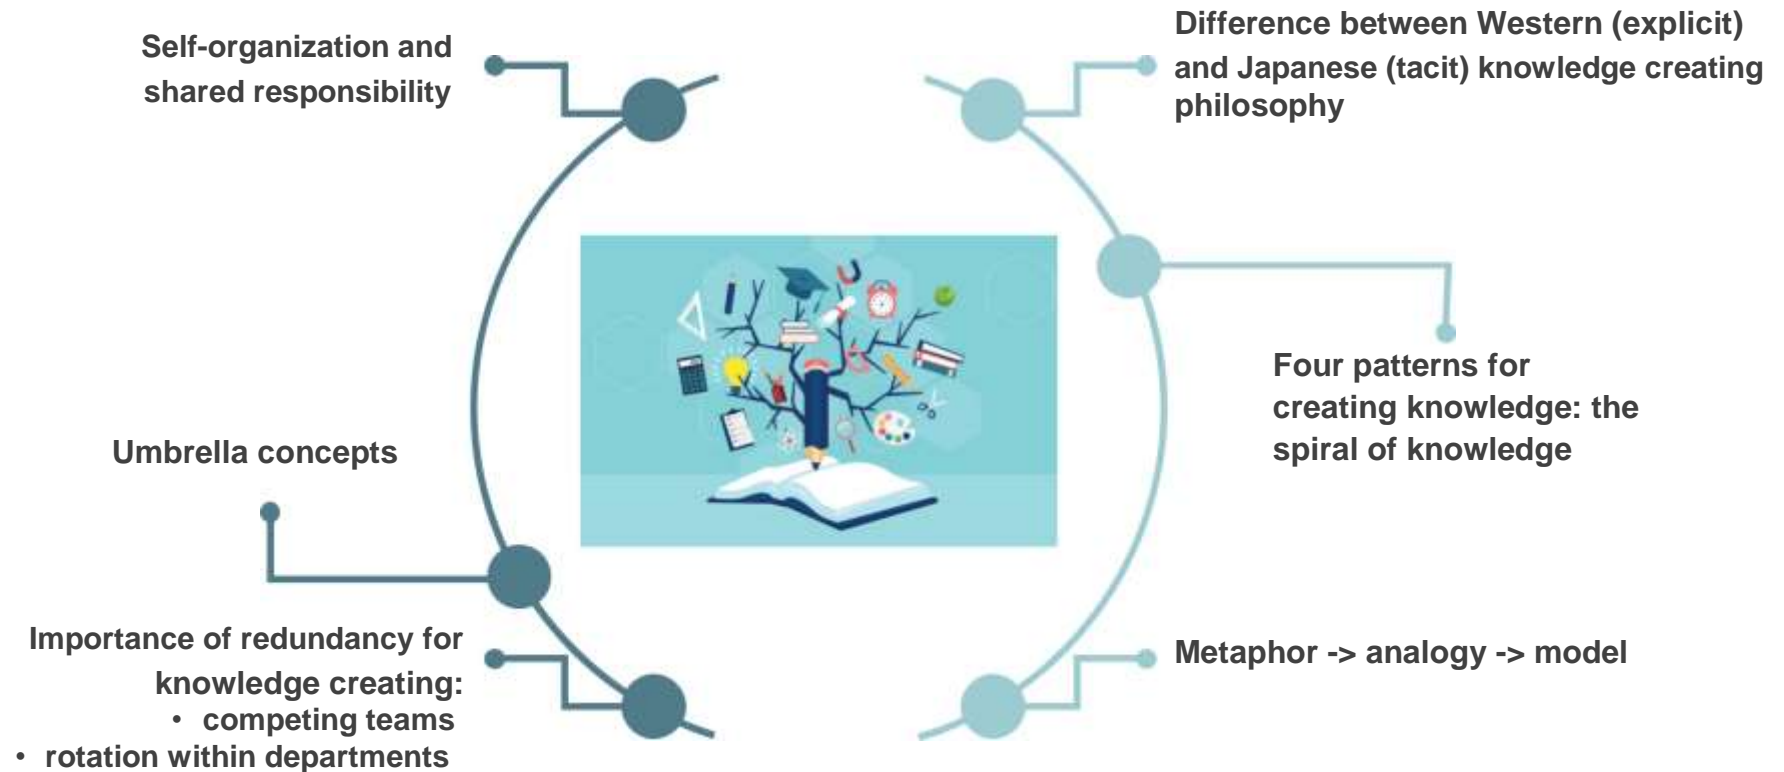 Self-organization and
shared responsibility
Umbrella concepts
Importance of redundancy for
knowledge creating:
• competing teams
• rotation within departments
Difference between Western (explicit)
and Japanese (tacit) knowledge creating
philosophy
Four patterns for
creating knowledge: the
spiral of knowledge
Metaphor -> analogy -> model